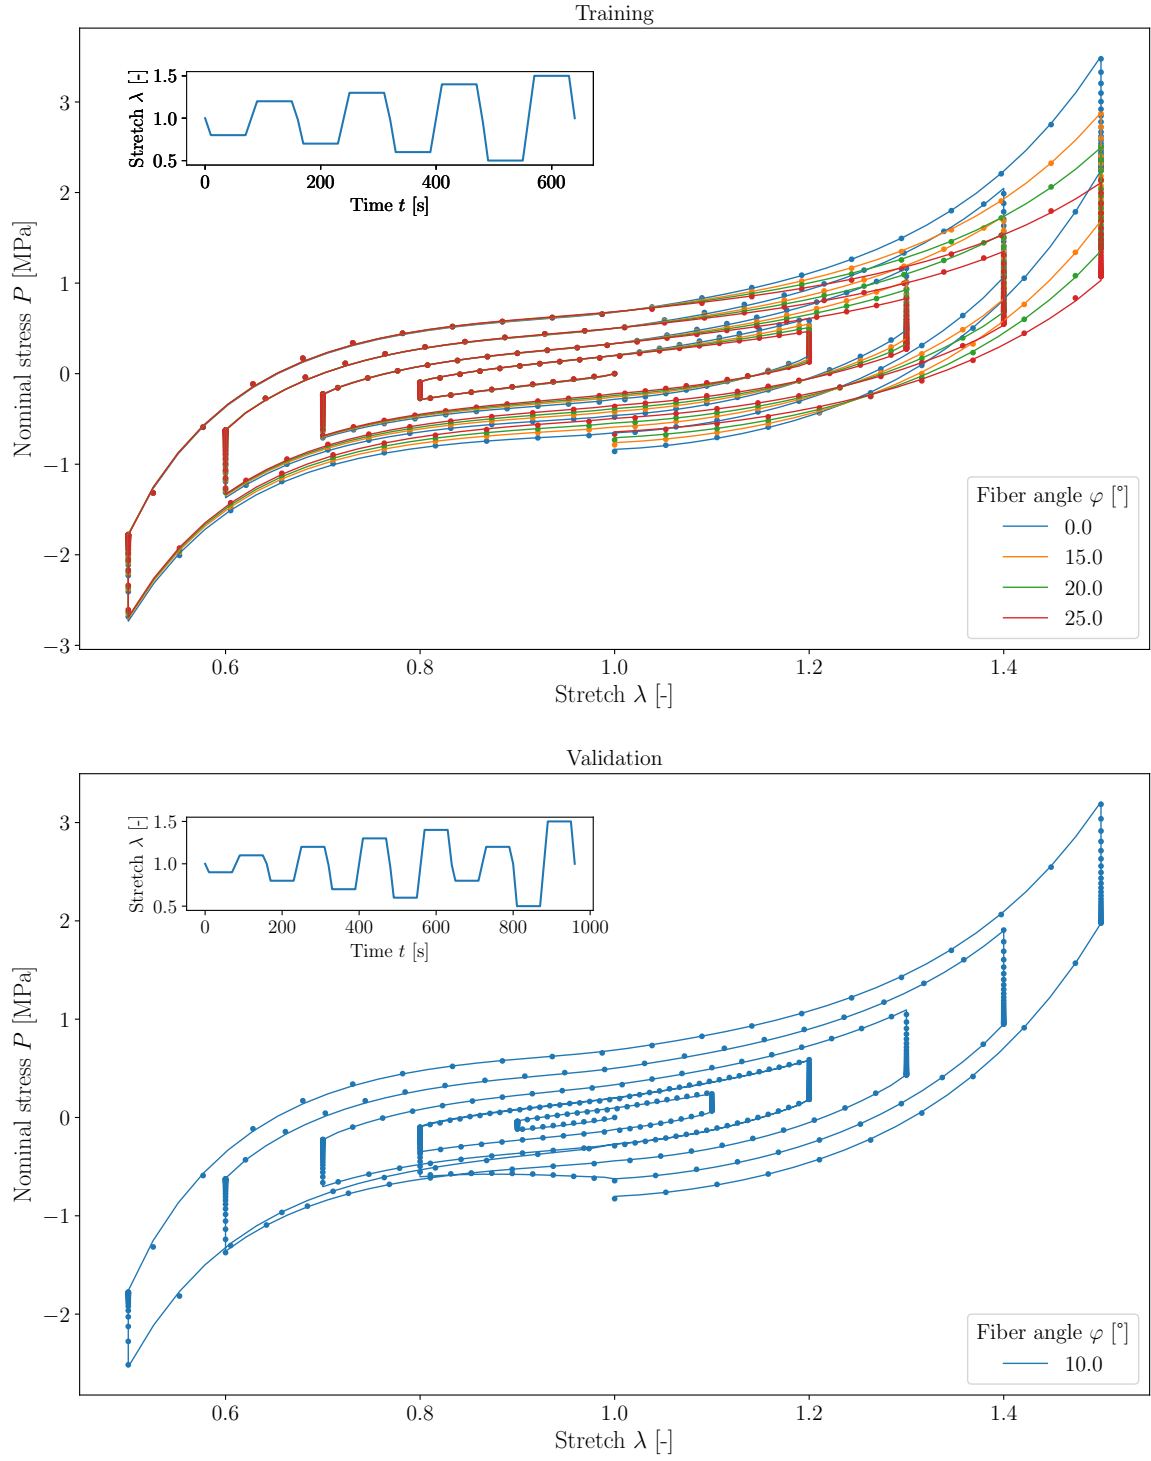 Training
Nominal stress P [MPa]
3
2
1
0
−1
−2
−3
0.6 0.8 1.0 1.2 1.4
Stretch λ [-]
Stretch λ [-]
1.5
1.0
0.5
0 200 400 600
Time t [s]
Fiber angle φ [°]
0.0
15.0
20.0
25.0
Validation
Nominal stress P [MPa]
3
2
1
0
−1
−2
0.6 0.8 1.0 1.2 1.4
Stretch λ [-]
Stretch λ [-]
1.5
1.0
0.5
0 200 400 600 800 1000
Time t [s]
Fiber angle φ [°]
10.0